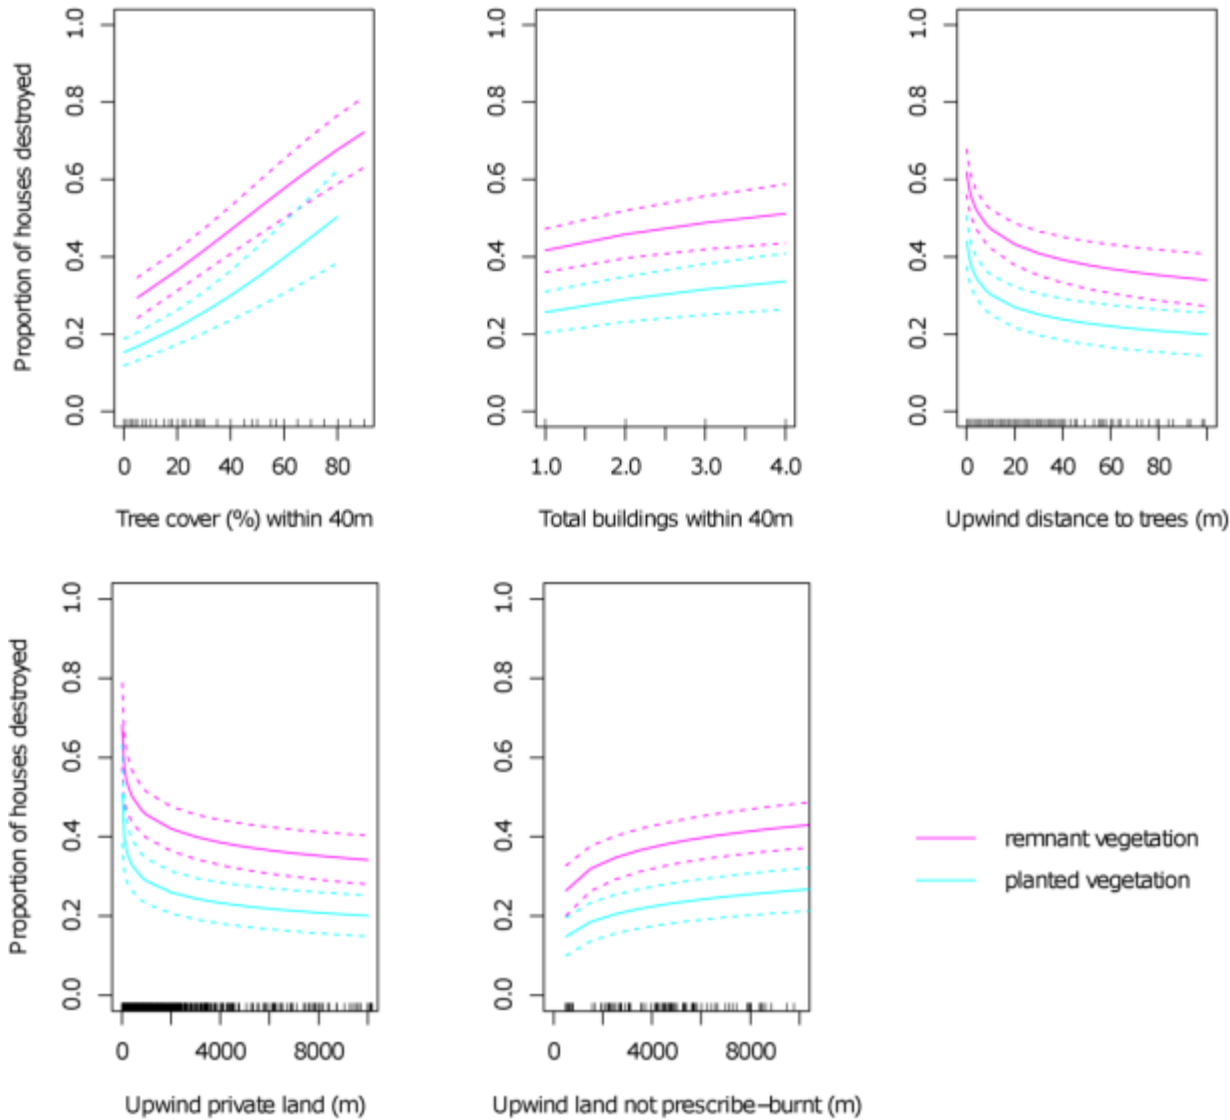 Proportion of houses destroyed
1.0
0.8
0.6
0.4
0.2
0.0
0 20 40 60 80
Tree cover (%) within 40m
1.0
0.8
0.6
0.4
0.2
0.0
1.0 2.0 3.0 4.0
Total buildings within 40m
1.0
0.8
0.6
0.4
0.2
0.0
0 20 40 60 80
Upwind distance to trees (m)
Proportion of houses destroyed
1.0
0.8
0.6
0.4
0.2
0.0
0 4000 8000
Upwind private land (m)
1.0
0.8
0.6
0.4
0.2
0.0
0 4000 8000
Upwind land not prescribe−burnt (m)
remnant vegetation
planted vegetation